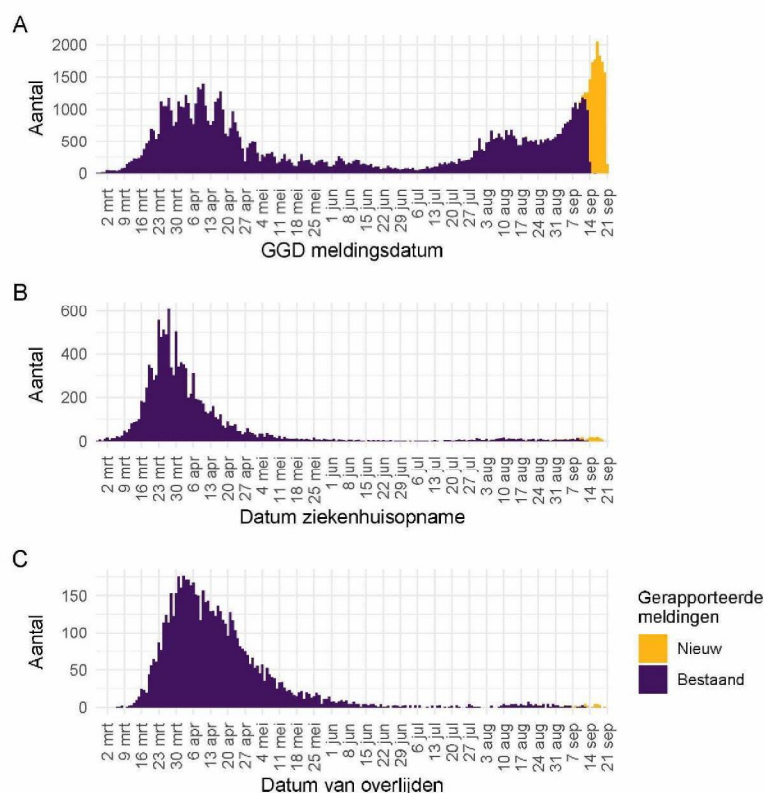 A
2000
1500
1000
500
0
Aantal
2 mrt
9 mrt
16 mrt
23 mrt
30 mrt
6 apr
13 apr
20 apr
27 apr
4 mei
11 mei
18 mei
25 mei
1 jun
8 jun
15 jun
22 jun
29 jun
6 jul
13 jul
20 jul
27 jul
3 aug
10 aug
17 aug
24 aug
31 aug
7 sep
14 sep
21 sep
GGD meldingsdatum
B
600
400
200
0
Aantal
2 mrt
9 mrt
16 mrt
23 mrt
30 mrt
6 apr
13 apr
20 apr
27 apr
4 mei
11 mei
18 mei
25 mei
1 jun
8 jun
15 jun
22 jun
29 jun
6 jul
13 jul
20 jul
27 jul
3 aug
10 aug
17 aug
24 aug
31 aug
7 sep
14 sep
21 sep
Datum ziekenhuisopname
C
150
100
50
0
Aantal
2 mrt
9 mrt
16 mrt
23 mrt
30 mrt
6 apr
13 apr
20 apr
27 apr
4 mei
11 mei
18 mei
25 mei
1 jun
8 jun
15 jun
22 jun
29 jun
6 jul
13 jul
20 jul
27 jul
3 aug
10 aug
17 aug
24 aug
31 aug
7 sep
14 sep
21 sep
Datum van overlijden
Gerapporteerde
meldingen
Nieuw
Bestaand